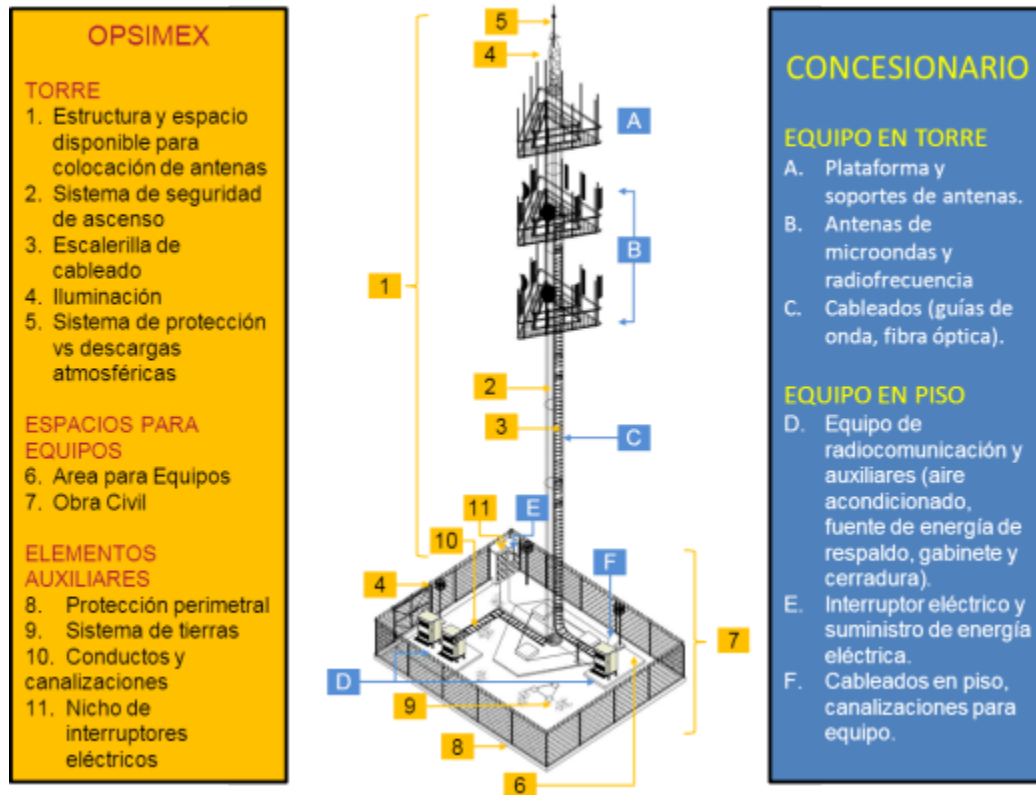 OPSIMEX
TORRE
1. Estructura y espacio
disponible para
colocación de antenas
2. Sistema de seguridad
de ascenso
3. Escalerilla de
cableado
4. Iluminación
5. Sistema de protección
vs descargas
atmosféricas
ESPACIOS PARA
EQUIPOS
6. Area para Equipos
7. Obra Civil
ELEMENTOS
AUXILIARES
8. Protección perimetral
9. Sistema de tierras
10. Conductos y
canalizaciones
11. Nicho de
interruptores
eléctricos
5
4
A
B
1
2
3
C
11
E
10
F
4
7
D
9
8
6
CONCESIONARIO
EQUIPO EN TORRE
A. Plataforma y
soportes de antenas.
B. Antenas de
microondas y
radiofrecuencia
C. Cableados (guías de
onda, fibra óptica).
EQUIPO EN PISO
D. Equipo de
radiocomunicación y
auxiliares (aire
acondicionado,
fuente de energía de
respaldo, gabinete y
cerradura).
E. Interruptor eléctrico y
suministro de energía
eléctrica.
F. Cableados en piso,
canalizaciones para
equipo.